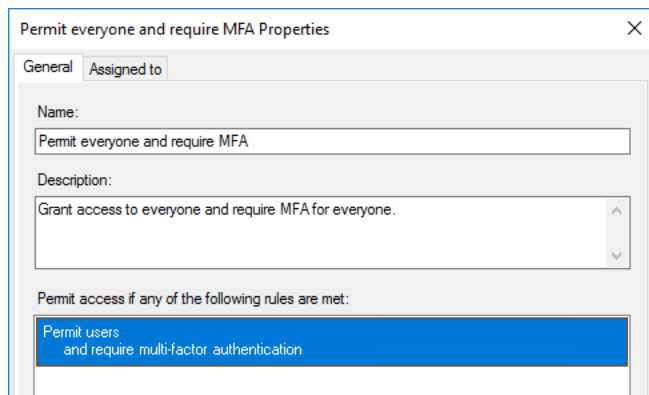 Permit everyone and require MFA Properties
General
Assigned to
Name:
Permit everyone and require MFA
Description:
Grant access to everyone and require MFA for everyone.
Permit access if any of the following rules are met:
Permit users
and require multi-factor authentication